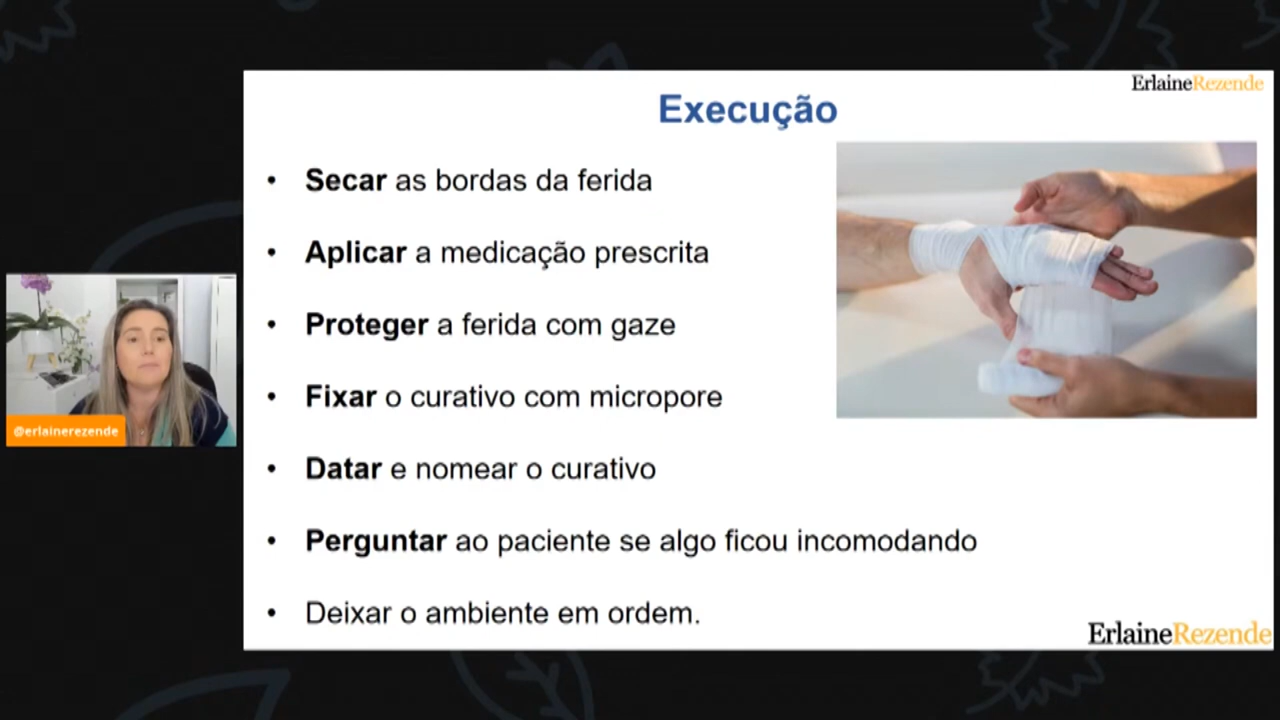 ErlaineRezende
Execução
• Secar as bordas da ferida
• Aplicar a medicação prescrita
• Proteger a ferida com gaze
• Fixar o curativo com micropore
• Datar e nomear o curativo
• Perguntar ao paciente se algo ficou incomodando
• Deixar o ambiente em ordem.
@erlainerezende
ErlaineRezende